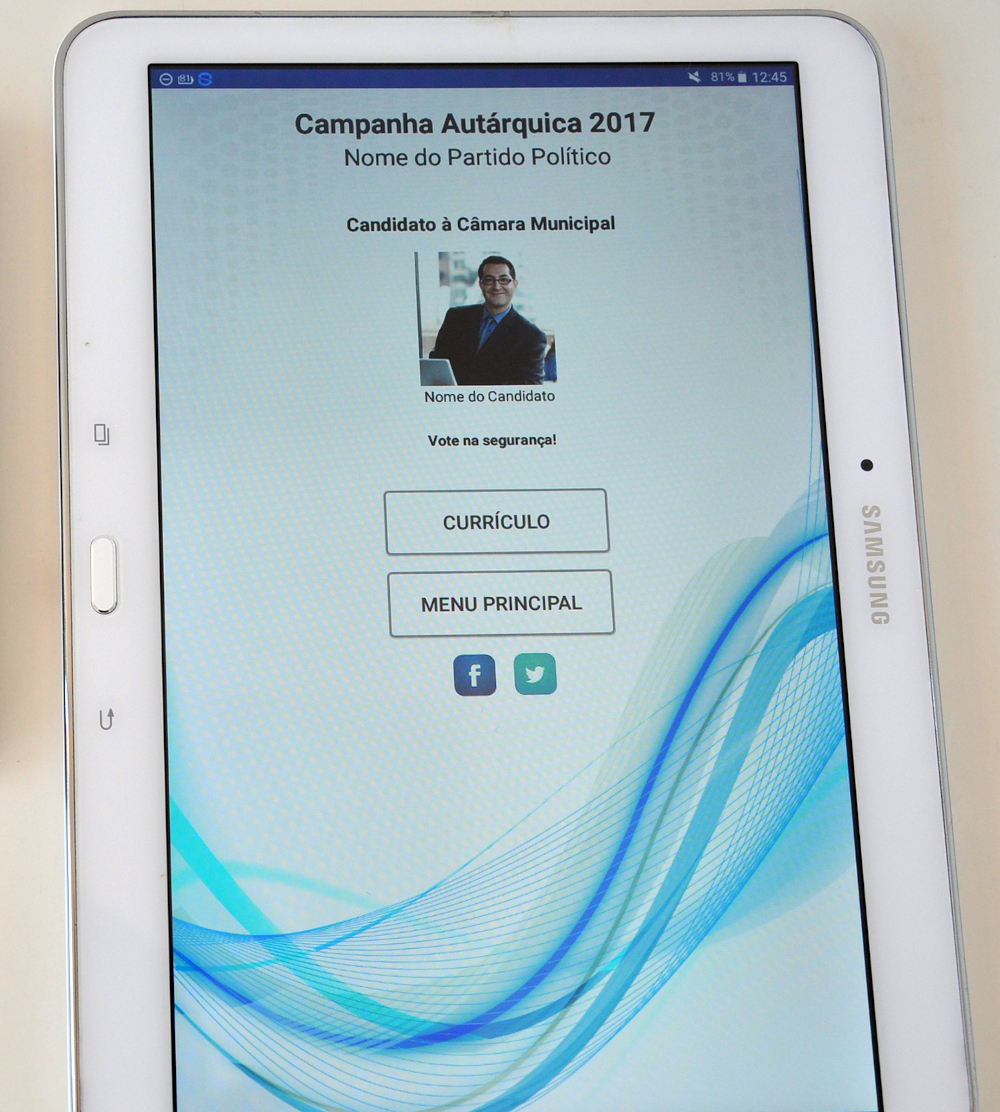 81
81% 12:45
Campanha Autárquica 2017
Nome do Partido Político
Candidato à Câmara Municipal
Nome do Candidato
Vote na segurança!
CURRÍCULO
MENU PRINCIPAL
f
SAMSUNG